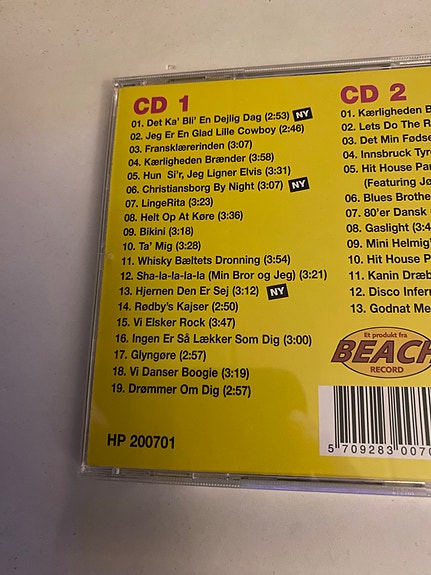 CD 1
01. Det Ka' Bli' En Dejlig Dag (2:53) NY
02. Jeg Er En Glad Lille Cowboy (2:46)
03. Fransklærerinden (3:07)
04. Kærligheden Brænder (3:58)
05. Hun Si'r, Jeg Ligner Elvis (3:31)
06. Christiansborg By Night (3:07) NY
07. LingeRita (3:23)
08. Helt Op At Køre (3:36)
09. Bikini (3:18)
10. Ta' Mig (3:28)
11. Whisky Bæltets Dronning (3:54)
12. Sha-la-la-la-la (Min Bror og Jeg) (3:21)
13. Hjernen Den Er Sej (3:12) NY
14. Rødby's Kajser (2:50)
15. Vi Elsker Rock (3:47)
16. Ingen Er Så Lækker Som Dig (3:00)
17. Glyngøre (2:57)
18. Vi Danser Boogie (3:19)
19. Drømmer Om Dig (2:57)
HP 200701
CD 2
01. Kærligheden B
02. Lets Do The R
03. Det Min Fødse
04. Innsbruck Tyr
05. Hit House Par
(Featuring Jø
06. Blues Brothe
07. 80'er Dansk
08. Gaslight (3:4
09. Mini Helmig'
10. Hit House P
11. Kanin Dræb
12. Disco Infer
13. Godnat Me
Et produkt fra
BEACH
RECORD
5 709283 0070